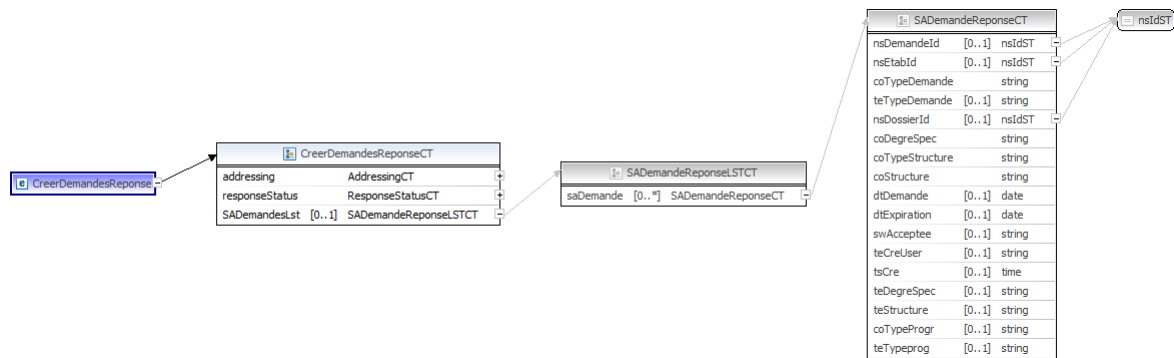 CreerDemandesReponse
CreerDemandesReponseCT
addressing AddressingCT
responseStatus ResponseStatusCT
SADemandesLst [0..1] SADemandeReponseLSTCT
SADemandeReponseLSTCT
saDemande [0..*] SADemandeReponseCT
SADemandeReponseCT
nsDemandeId [0..1] nsIdST
nsEtabId [0..1] nsIdST
coTypeDemande string
teTypeDemande [0..1] string
nsDossierId [0..1] nsIdST
coDegreSpec string
coTypeStructure string
coStructure string
dtDemande [0..1] date
dtExpiration [0..1] date
swAcceptee [0..1] string
teCreUser [0..1] string
tsCre [0..1] time
teDegreSpec [0..1] string
teStructure [0..1] string
coTypeProgr [0..1] string
teTypeprog [0..1] string
nsIdST